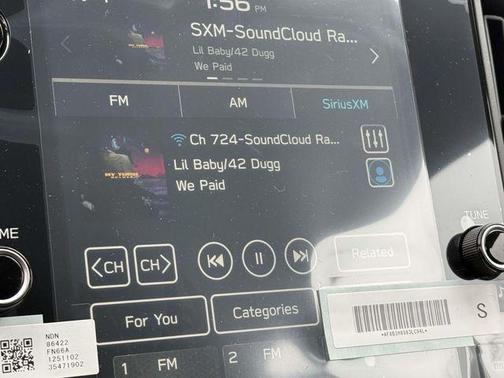 1:56 PM
SXM-SoundCloud Ra...
Lil Baby/42 Dugg
We Paid
FM
AM
SiriusXM
Ch 724-SoundCloud Ra...
Lil Baby/42 Dugg
We Paid
ME
TUNE
<CH
CH>
Related
For You
Categories
S
NDN
86422
FN66A
1 FM
2 FM